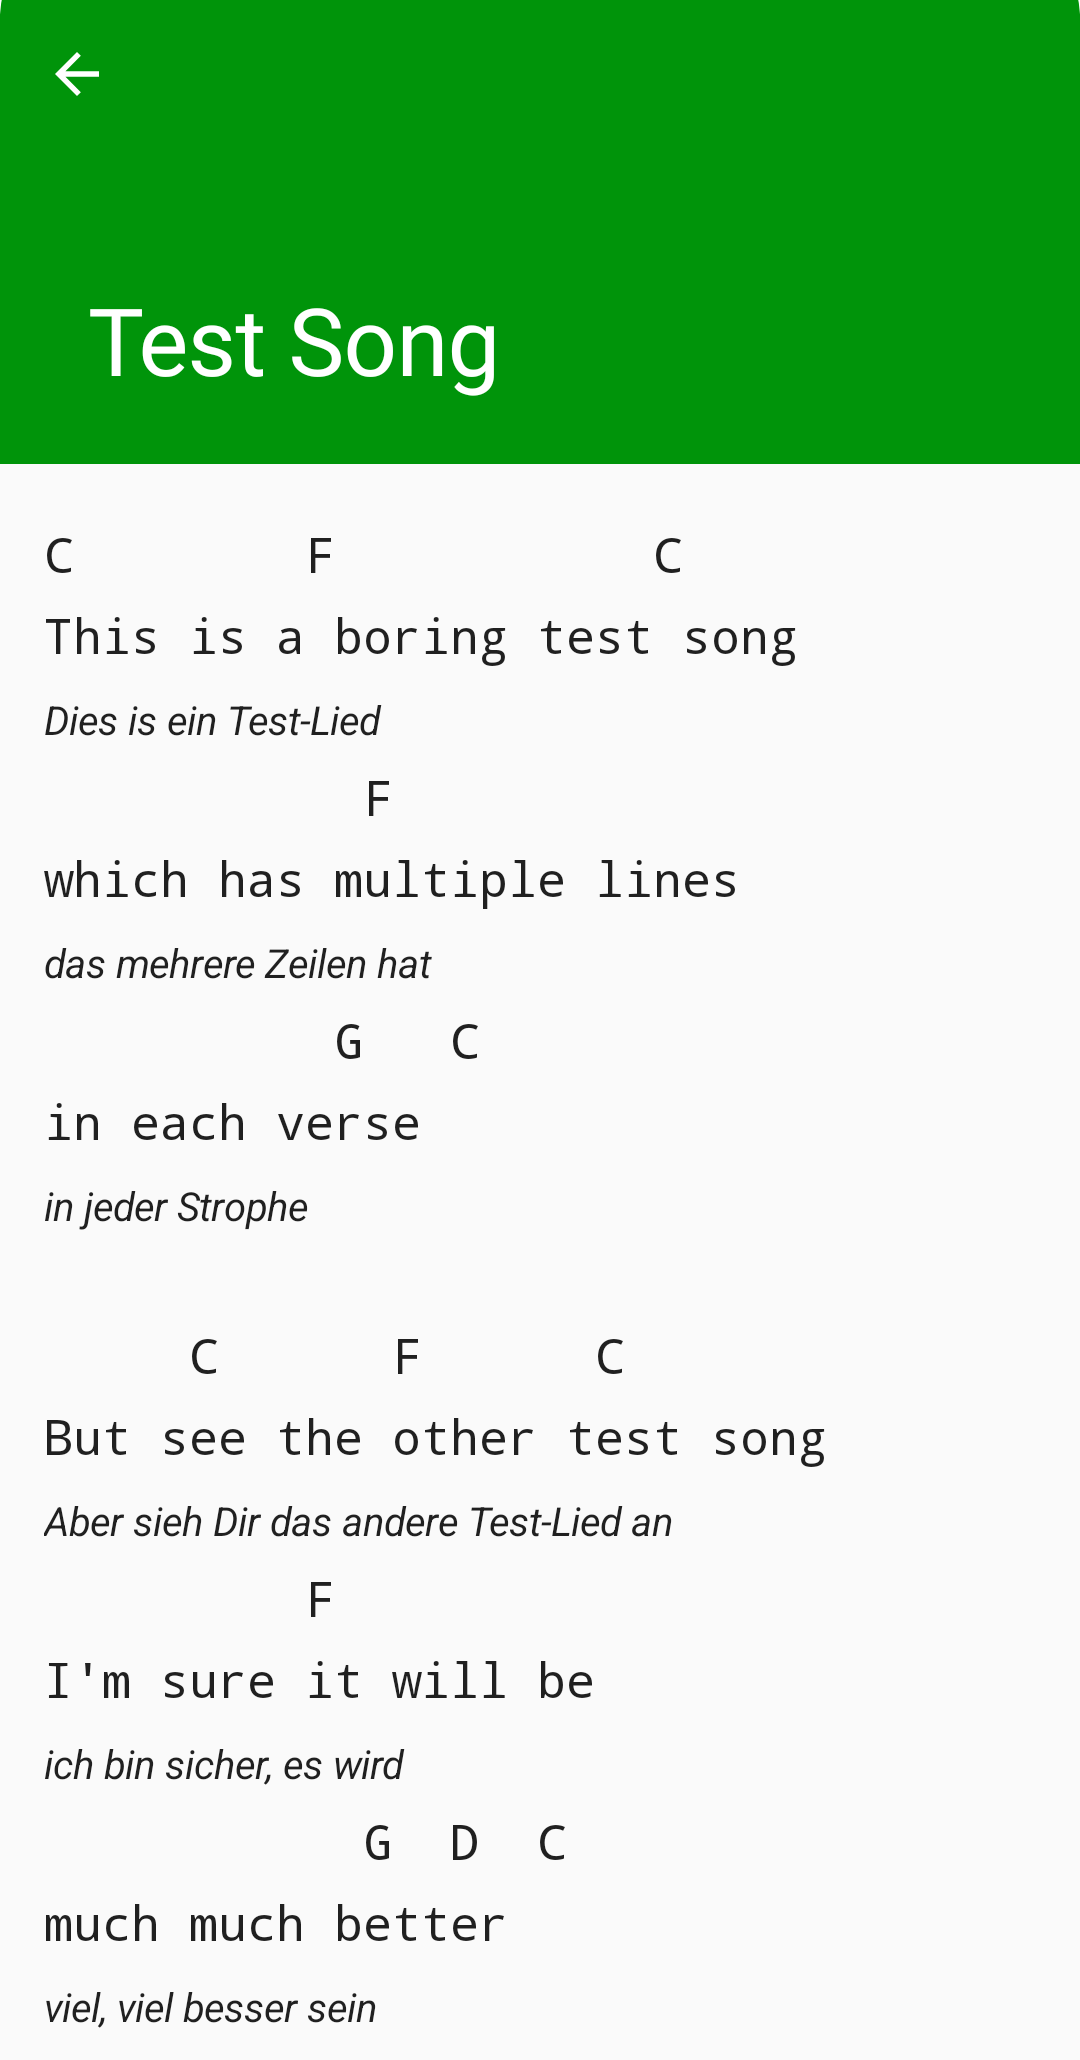 Test Song
C        F           C
This is a boring test song
Dies is ein Test-Lied
           F
which has multiple lines
das mehrere Zeilen hat
          G   C
in each verse
in jeder Strophe
     C      F      C
But see the other test song
Aber sieh Dir das andere Test-Lied an
         F
I'm sure it will be
ich bin sicher, es wird
           G  D  C
much much better
viel, viel besser sein